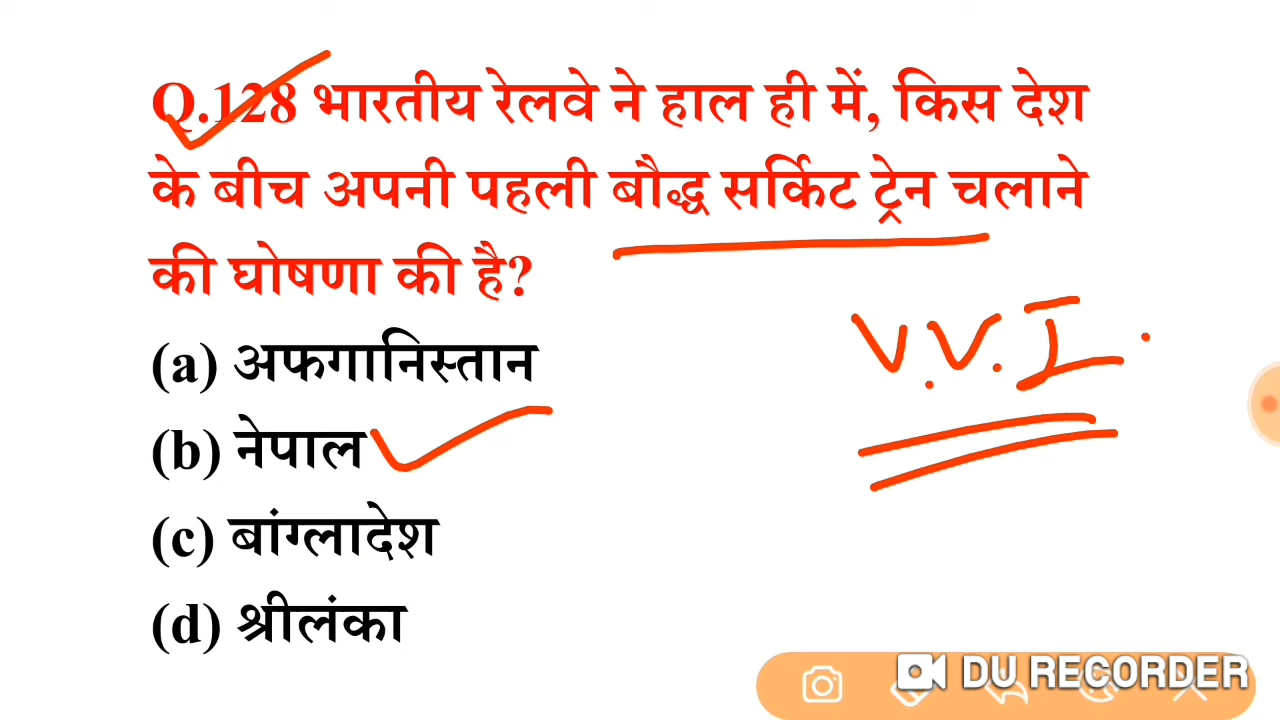 Q.128 भारतीय रेलवे ने हाल ही में, किस देश
के बीच अपनी पहली बौद्ध सर्किट ट्रेन चलाने
की घोषणा की है?
(a) अफगानिस्तान
V.V.I.
(b) नेपाल
(c) बांग्लादेश
(d) श्रीलंका
DU RECORDER